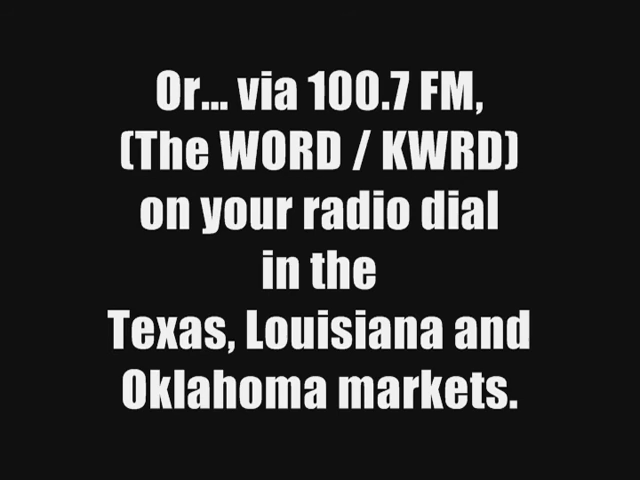 Or... via 100.7 FM,
(The WORD / KWRD)
on your radio dial
in the
Texas, Louisiana and
Oklahoma markets.